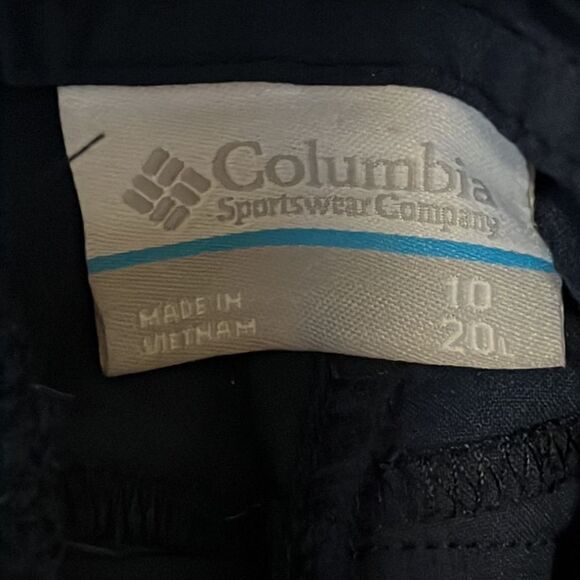 Columbia
Sportswear Company
MADE IN
VIETNAM
10
20L